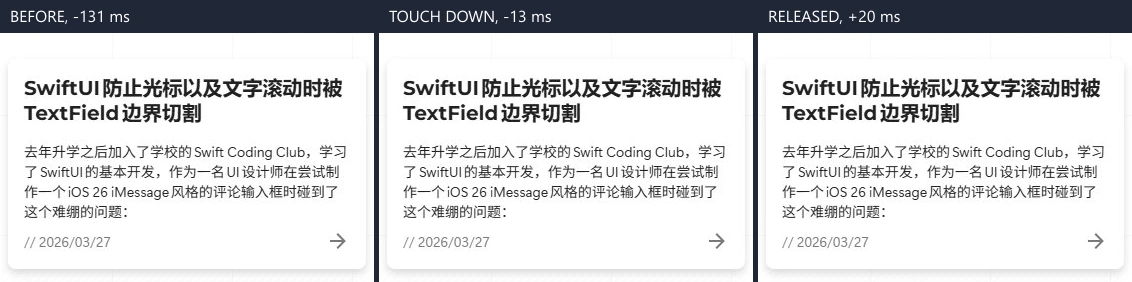 BEFORE, -131 ms
SwiftUI 防止光标以及文字滚动时被
TextField 边界切割
去年升学之后加入了学校的 Swift Coding Club，学习
了 SwiftUI 的基本开发，作为一名 UI 设计师在尝试制
作一个 iOS 26 iMessage 风格的评论输入框时碰到了
这个难绷的问题：
// 2026/03/27
TOUCH DOWN, -13 ms
SwiftUI 防止光标以及文字滚动时被
TextField 边界切割
去年升学之后加入了学校的 Swift Coding Club，学习
了 SwiftUI 的基本开发，作为一名 UI 设计师在尝试制
作一个 iOS 26 iMessage 风格的评论输入框时碰到了
这个难绷的问题：
// 2026/03/27
RELEASED, +20 ms
SwiftUI 防止光标以及文字滚动时被
TextField 边界切割
去年升学之后加入了学校的 Swift Coding Club，学习
了 SwiftUI 的基本开发，作为一名 UI 设计师在尝试制
作一个 iOS 26 iMessage 风格的评论输入框时碰到了
这个难绷的问题：
// 2026/03/27